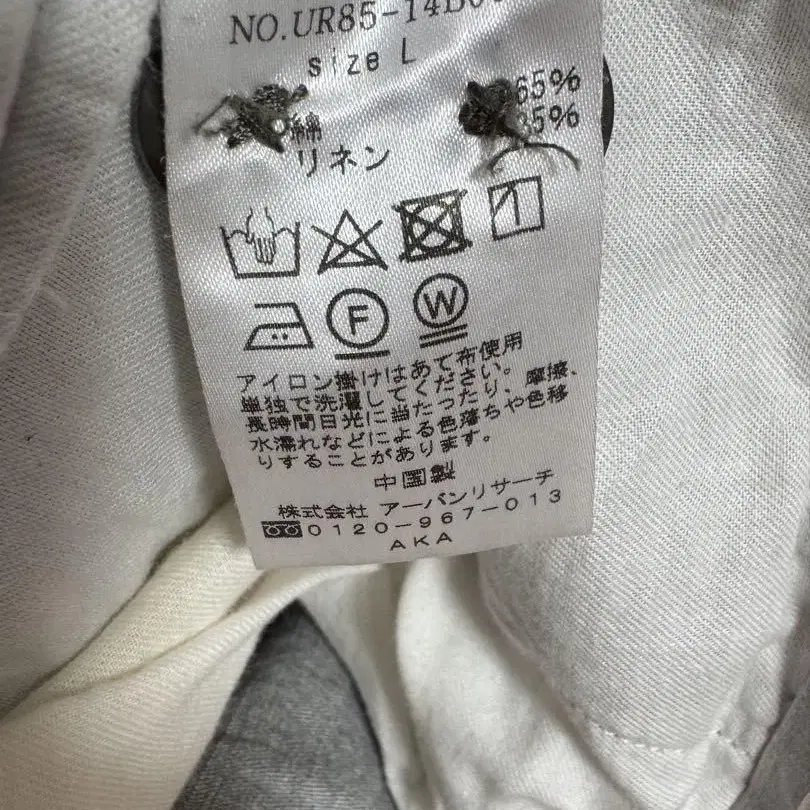 NO.UR85-14B0
size L
綿 65%
リネン 35%
F
W
アイロン掛けはあて布使用
単独で洗濯してください。
長時間日光に当たったり、摩擦、
水濡れなどによる色落ちや色移
りすることがあります。
中国製
株式会社 アーバンリサーチ
0120-967-013
AKA